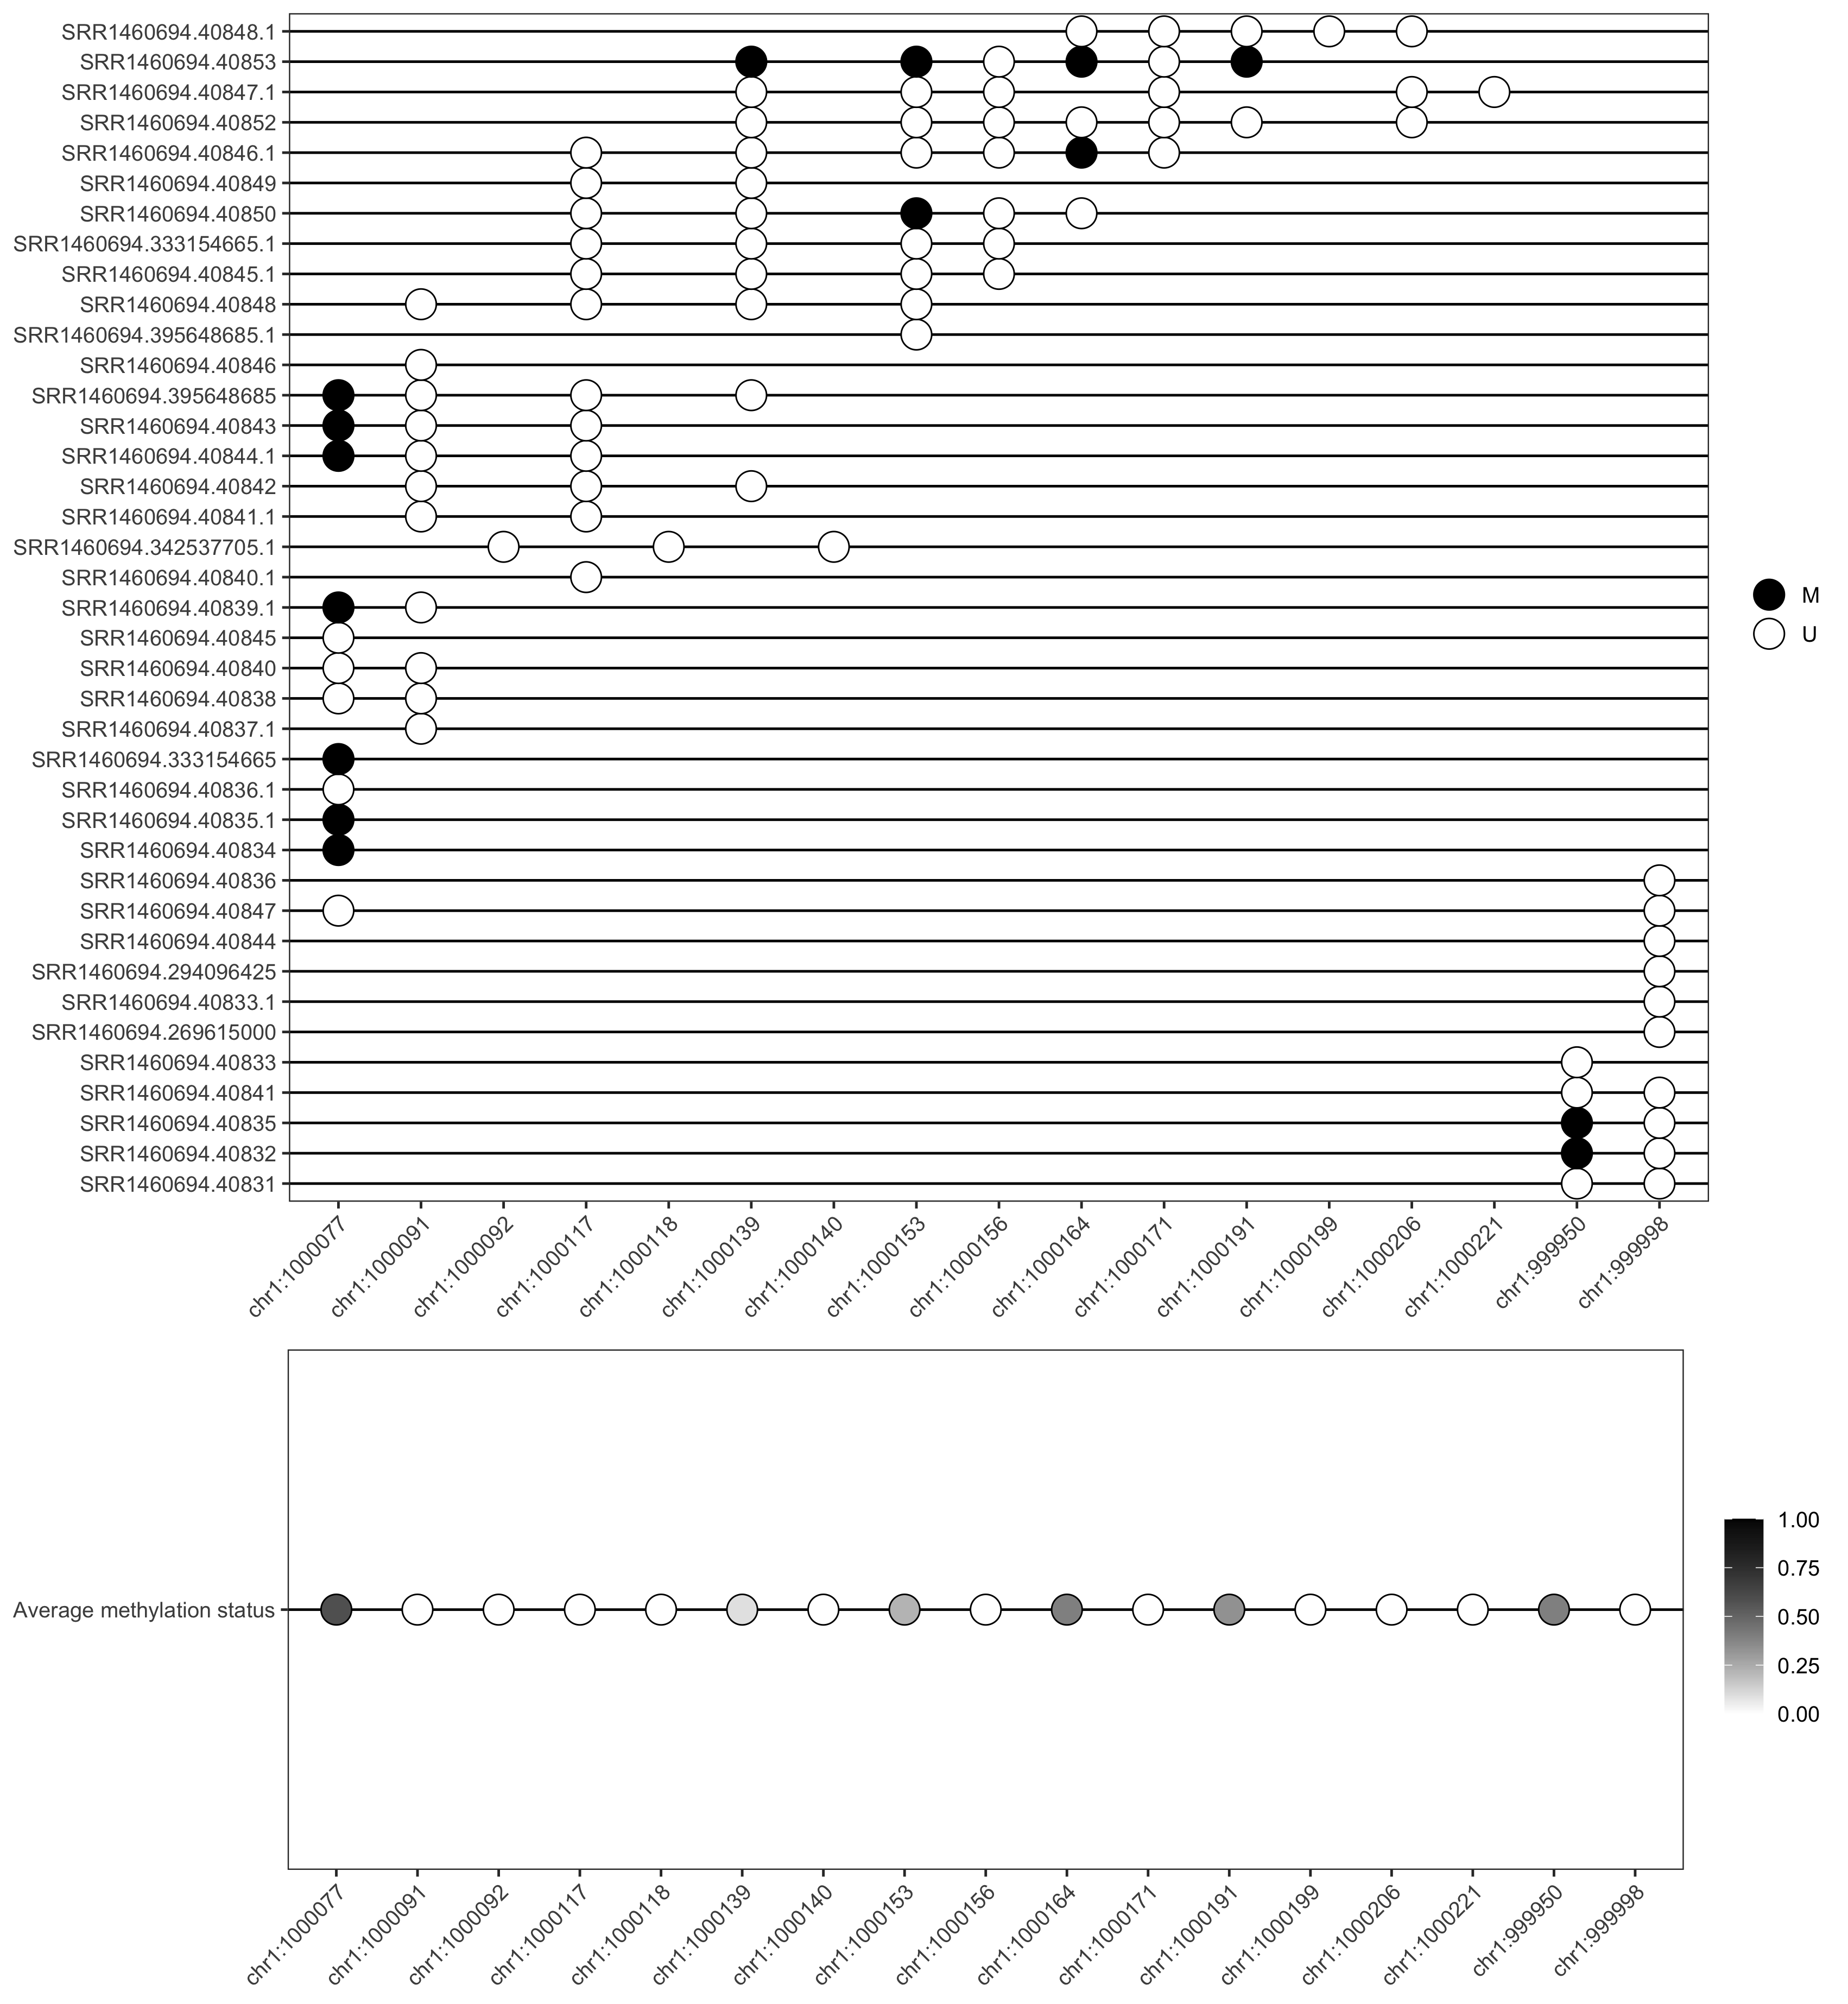 SRR1460694.40848.1
SRR1460694.40853
SRR1460694.40847.1
SRR1460694.40852
SRR1460694.40846.1
SRR1460694.40849
SRR1460694.40850
SRR1460694.333154665.1
SRR1460694.40845.1
SRR1460694.40848
SRR1460694.395648685.1
SRR1460694.40846
SRR1460694.395648685
SRR1460694.40843
SRR1460694.40844.1
SRR1460694.40842
SRR1460694.40841.1
SRR1460694.342537705.1
SRR1460694.40840.1
SRR1460694.40839.1
SRR1460694.40845
SRR1460694.40840
SRR1460694.40838
SRR1460694.40837.1
SRR1460694.333154665
SRR1460694.40836.1
SRR1460694.40835.1
SRR1460694.40834
SRR1460694.40836
SRR1460694.40847
SRR1460694.40844
SRR1460694.294096425
SRR1460694.40833.1
SRR1460694.269615000
SRR1460694.40833
SRR1460694.40841
SRR1460694.40835
SRR1460694.40832
SRR1460694.40831
chr1:1000077
chr1:1000091
chr1:1000092
chr1:1000117
chr1:1000118
chr1:1000139
chr1:1000140
chr1:1000153
chr1:1000156
chr1:1000164
chr1:1000171
chr1:1000191
chr1:1000199
chr1:1000206
chr1:1000221
chr1:999950
chr1:999998
M
U
Average methylation status
chr1:1000077
chr1:1000091
chr1:1000092
chr1:1000117
chr1:1000118
chr1:1000139
chr1:1000140
chr1:1000153
chr1:1000156
chr1:1000164
chr1:1000171
chr1:1000191
chr1:1000199
chr1:1000206
chr1:1000221
chr1:999950
chr1:999998
1.00
0.75
0.50
0.25
0.00